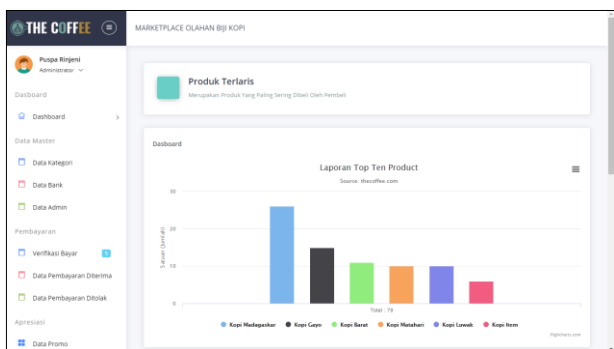 THE COFFEE
MARKETPLACE OLAHAN BIJI KOPI
Puspa Rinjeni
Administrator
Dasboard
Dashboard
Data Master
Data Kategori
Data Bank
Data Admin
Pembayaran
Verifikasi Bayar
Data Pembayaran Diterima
Data Pembayaran Ditolak
Apresiasi
Data Promo
Produk Terlaris
Merupakan Produk Yang Paling Sering Dibeli Oleh Pembeli
Dasboard
Laporan Top Ten Product
Source: thecoffee.com
Satuan (Jumlah)
30
20
10
0
Total : 78
Kopi Madagaskar Kopi Gayo Kopi Barat Kopi Matahari Kopi Luwak Kopi Item
Highcharts.com